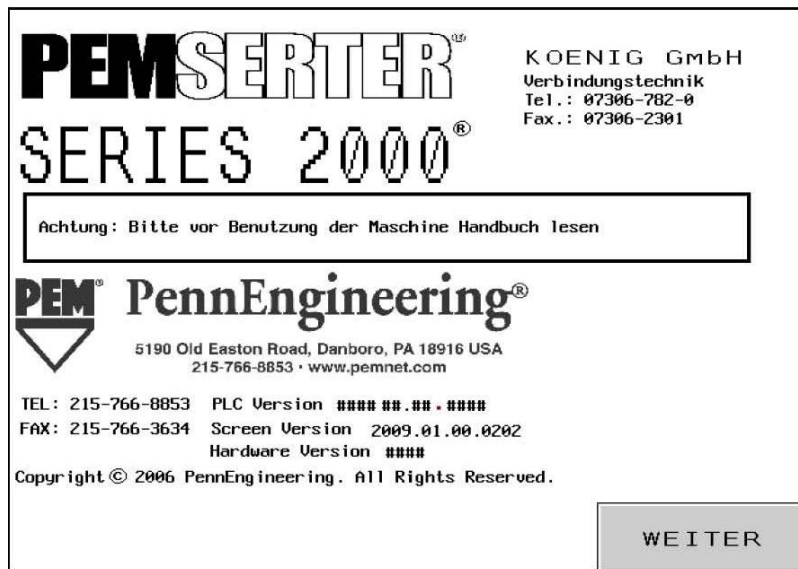 PEMSERTER®
SERIES 2000®
KOENIG GmbH
Verbindungstechnik
Tel.: 07306-782-0
Fax.: 07306-2301
Achtung: Bitte vor Benutzung der Maschine Handbuch lesen
PEM® PennEngineering®
5190 Old Easton Road, Danboro, PA 18916 USA
215-766-8853 · www.pemnet.com
TEL: 215-766-8853 PLC Version #### ##.##.####
FAX: 215-766-3634 Screen Version 2009.01.00.0202
Hardware Version ####
Copyright © 2006 PennEngineering. All Rights Reserved.
WEITER